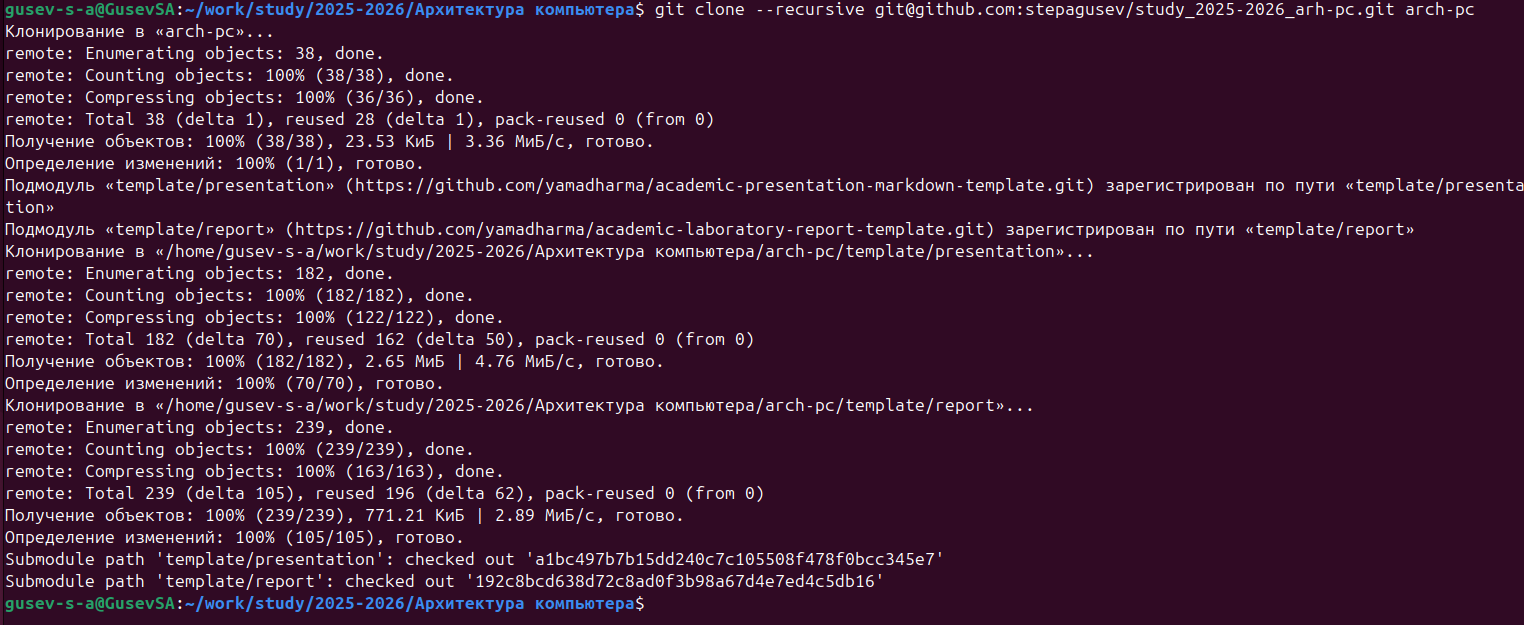 gusev-s-a@GusevSA:~/work/study/2025-2026/Архитектура компьютера$ git clone --recursive git@github.com:stepagusev/study_2025-2026_arh-pc.git arch-pc
Клонирование в «arch-pc»...
remote: Enumerating objects: 38, done.
remote: Counting objects: 100% (38/38), done.
remote: Compressing objects: 100% (36/36), done.
remote: Total 38 (delta 1), reused 28 (delta 1), pack-reused 0 (from 0)
Получение объектов: 100% (38/38), 23.53 КиБ | 3.36 МиБ/с, готово.
Определение изменений: 100% (1/1), готово.
Подмодуль «template/presentation» (https://github.com/yamadharma/academic-presentation-markdown-template.git) зарегистрирован по пути «template/presenta
tion»
Подмодуль «template/report» (https://github.com/yamadharma/academic-laboratory-report-template.git) зарегистрирован по пути «template/report»
Клонирование в «/home/gusev-s-a/work/study/2025-2026/Архитектура компьютера/arch-pc/template/presentation»...
remote: Enumerating objects: 182, done.
remote: Counting objects: 100% (182/182), done.
remote: Compressing objects: 100% (122/122), done.
remote: Total 182 (delta 70), reused 162 (delta 50), pack-reused 0 (from 0)
Получение объектов: 100% (182/182), 2.65 МиБ | 4.76 МиБ/с, готово.
Определение изменений: 100% (70/70), готово.
Клонирование в «/home/gusev-s-a/work/study/2025-2026/Архитектура компьютера/arch-pc/template/report»...
remote: Enumerating objects: 239, done.
remote: Counting objects: 100% (239/239), done.
remote: Compressing objects: 100% (163/163), done.
remote: Total 239 (delta 105), reused 196 (delta 62), pack-reused 0 (from 0)
Получение объектов: 100% (239/239), 771.21 КиБ | 2.89 МиБ/с, готово.
Определение изменений: 100% (105/105), готово.
Submodule path 'template/presentation': checked out 'a1bc497b7b15dd240c7c105508f478f0bcc345e7'
Submodule path 'template/report': checked out '192c8bcd638d72c8ad0f3b98a67d4e7ed4c5db16'
gusev-s-a@GusevSA:~/work/study/2025-2026/Архитектура компьютера$